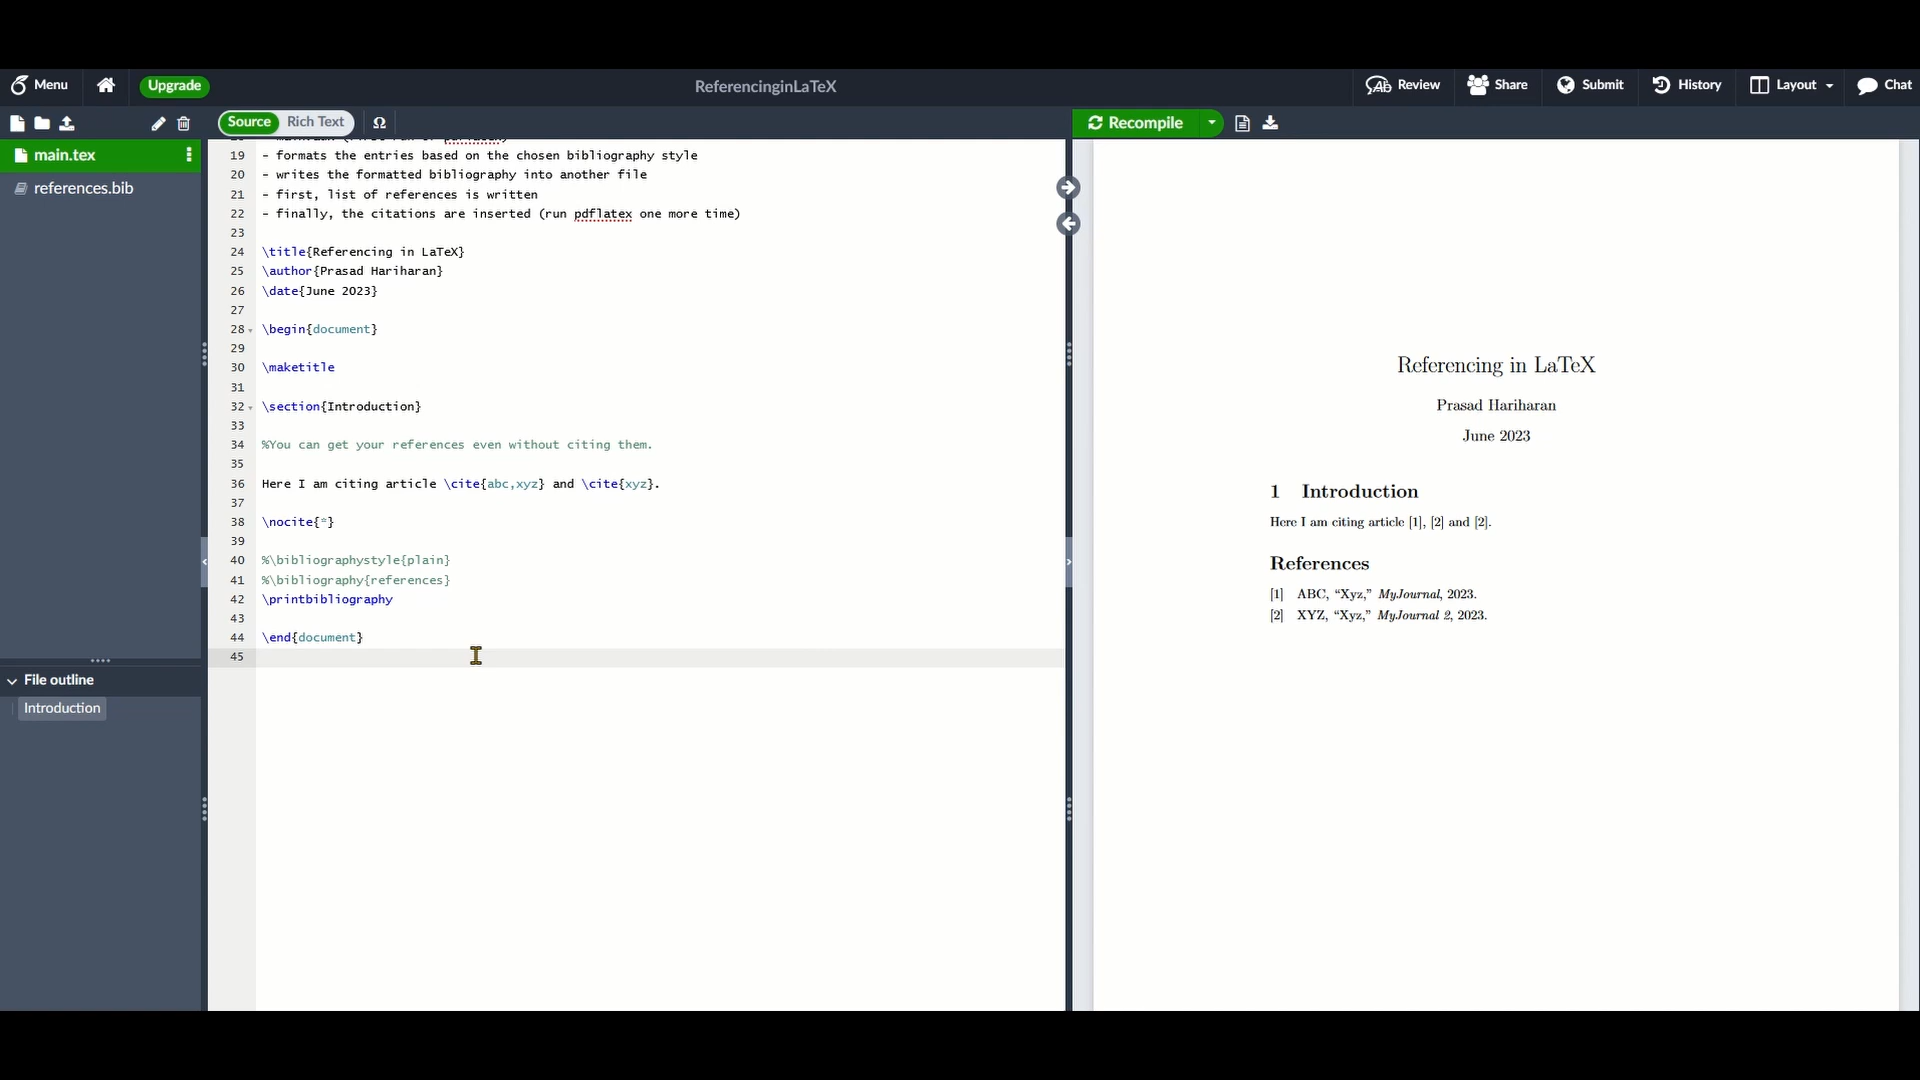 Menu
Upgrade
ReferencinginLaTeX
Review
Share
Submit
History
Layout
Chat
Source
Rich Text
Ω
Recompile
main.tex
references.bib
19 - formats the entries based on the chosen bibliography style
20 - writes the formatted bibliography into another file
21 - first, list of references is written
22 - finally, the citations are inserted (run pdflatex one more time)
23
24 \title{Referencing in LaTeX}
25 \author{Prasad Hariharan}
26 \date{June 2023}
27
28 \begin{document}
29
30 \maketitle
31
32 \section{Introduction}
33
34 %You can get your references even without citing them.
35
36 Here I am citing article \cite{abc,xyz} and \cite{xyz}.
37
38 \nocite{*}
39
40 %\bibliographystyle{plain}
41 %\bibliography{references}
42 \printbibliography
43
44 \end{document}
45
File outline
Introduction
Referencing in LaTeX
Prasad Hariharan
June 2023
1 Introduction
Here I am citing article [1], [2] and [2].
References
[1] ABC, “Xyz,” MyJournal, 2023.
[2] XYZ, “Xyz,” MyJournal 2, 2023.